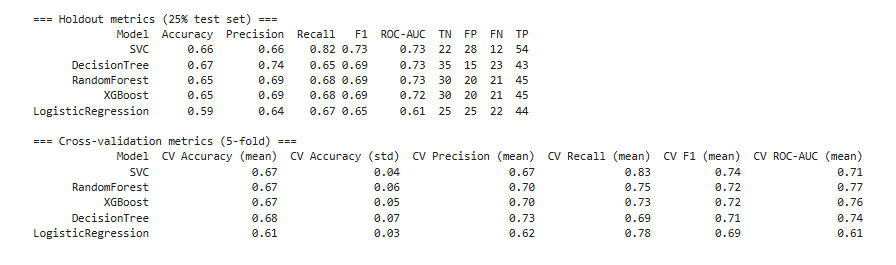 === Holdout metrics (25% test set) ===
Model Accuracy Precision Recall F1 ROC-AUC TN FP FN TP
SVC 0.66 0.66 0.82 0.73 0.73 22 28 12 54
DecisionTree 0.67 0.74 0.65 0.69 0.73 35 15 23 43
RandomForest 0.65 0.69 0.68 0.69 0.73 30 20 21 45
XGBoost 0.65 0.69 0.68 0.69 0.72 30 20 21 45
LogisticRegression 0.59 0.64 0.67 0.65 0.61 25 25 22 44
=== Cross-validation metrics (5-fold) ===
Model CV Accuracy (mean) CV Accuracy (std) CV Precision (mean) CV Recall (mean) CV F1 (mean) CV ROC-AUC (mean)
SVC 0.67 0.04 0.67 0.83 0.74 0.71
RandomForest 0.67 0.06 0.70 0.75 0.72 0.77
XGBoost 0.67 0.05 0.70 0.73 0.72 0.76
DecisionTree 0.68 0.07 0.73 0.69 0.71 0.74
LogisticRegression 0.61 0.03 0.62 0.78 0.69 0.61